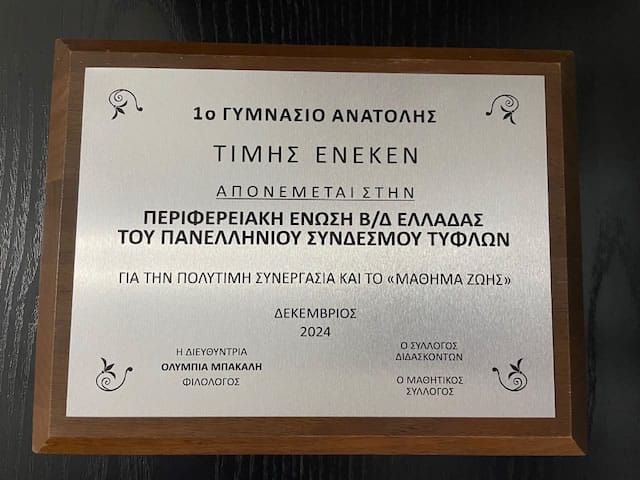 1ο ΓΥΜΝΑΣΙΟ ΑΝΑΤΟΛΗΣ
ΤΙΜΗΣ ΕΝΕΚΕΝ
ΑΠΟΝΕΜΕΤΑΙ ΣΤΗΝ
ΠΕΡΙΦΕΡΕΙΑΚΗ ΕΝΩΣΗ Β/Δ ΕΛΛΑΔΑΣ
ΤΟΥ ΠΑΝΕΛΛΗΝΙΟΥ ΣΥΝΔΕΣΜΟΥ ΤΥΦΛΩΝ
ΓΙΑ ΤΗΝ ΠΟΛΥΤΙΜΗ ΣΥΝΕΡΓΑΣΙΑ ΚΑΙ ΤΟ «ΜΑΘΗΜΑ ΖΩΗΣ»
ΔΕΚΕΜΒΡΙΟΣ
2024
Η ΔΙΕΥΘΥΝΤΡΙΑ
ΟΛΥΜΠΙΑ ΜΠΑΚΑΛΗ
ΦΙΛΟΛΟΓΟΣ
Ο ΣΥΛΛΟΓΟΣ
ΔΙΔΑΣΚΟΝΤΩΝ
Ο ΜΑΘΗΤΙΚΟΣ
ΣΥΛΛΟΓΟΣ